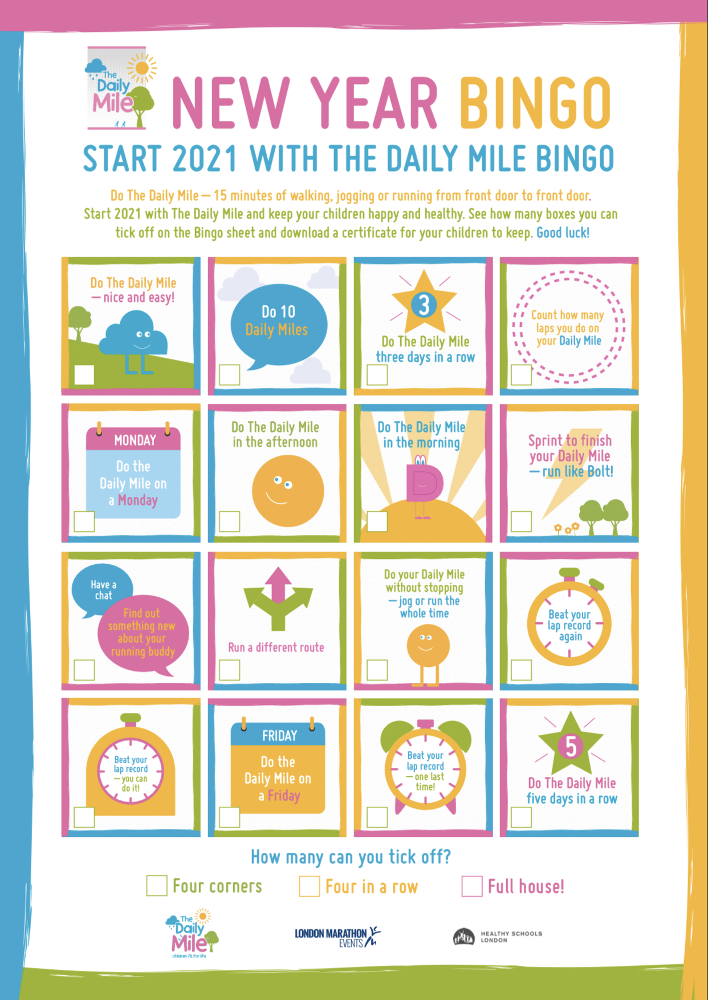 The
Daily
Mile
NEW YEAR BINGO
START 2021 WITH THE DAILY MILE BINGO
Do The Daily Mile – 15 minutes of walking, jogging or running from front door to front door.
Start 2021 with The Daily Mile and keep your children happy and healthy. See how many boxes you can
tick off on the Bingo sheet and download a certificate for your children to keep. Good luck!
Do The Daily Mile
– nice and easy!
Do 10
Daily Miles
3
Do The Daily Mile
three days in a row
Count how many
laps you do on
your Daily Mile
MONDAY
Do the
Daily Mile on
a Monday
Do The Daily Mile
in the afternoon
Do The Daily Mile
in the morning
D
Sprint to finish
your Daily Mile
– run like Bolt!
Have a
chat
Find out
something new
about your
running buddy
Run a different route
Do your Daily Mile
without stopping
– jog or run the
whole time
Beat your
lap record
again
Beat your
lap record
– you can
do it!
FRIDAY
Do the
Daily Mile on
a Friday
Beat your
lap record
– one last
time!
5
Do The Daily Mile
five days in a row
How many can you tick off?
Four corners
Four in a row
Full house!
The
Daily
Mile
children fit for life
LONDON MARATHON
EVENTS
HEALTHY SCHOOLS
LONDON